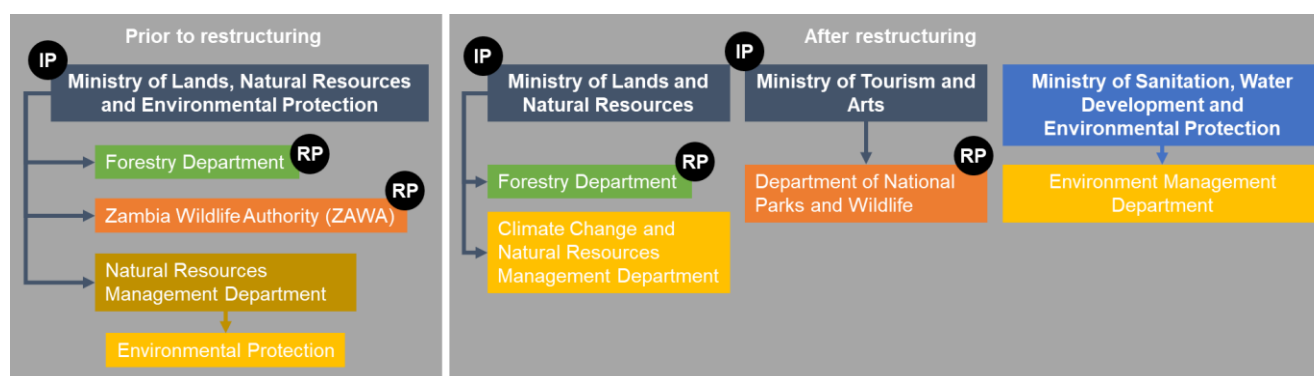 Prior to restructuring
IP
Ministry of Lands, Natural Resources
and Environmental Protection
Forestry Department
RP
RP
Zambia Wildlife Authority (ZAWA)
Natural Resources
Management Department
Environmental Protection
After restructuring
IP
Ministry of Lands and
Natural Resources
RP
Forestry Department
Climate Change and
Natural Resources
Management Department
IP
Ministry of Tourism and
Arts
RP
Department of National
Parks and Wildlife
Ministry of Sanitation, Water
Development and
Environmental Protection
Environment Management
Department